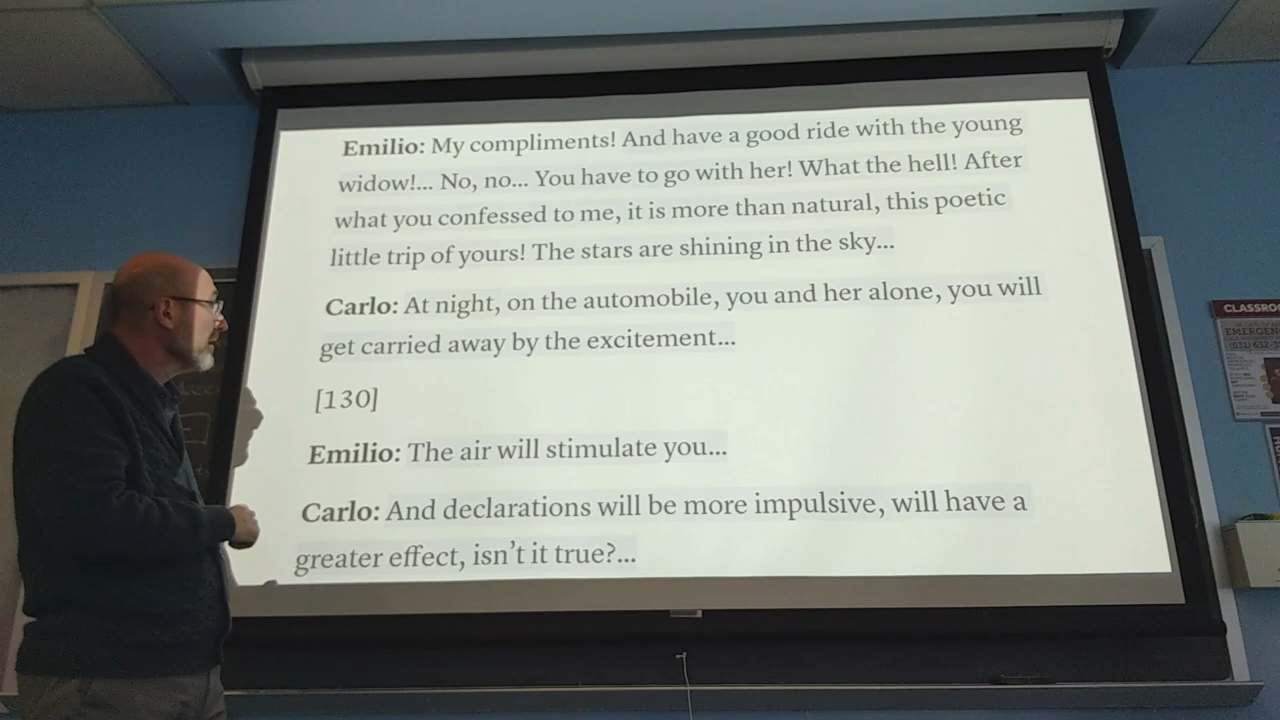 Emilio: My compliments! And have a good ride with the young
widow!... No, no... You have to go with her! What the hell! After
what you confessed to me, it is more than natural, this poetic
little trip of yours! The stars are shining in the sky...
Carlo: At night, on the automobile, you and her alone, you will
get carried away by the excitement...
[130]
Emilio: The air will stimulate you...
Carlo: And declarations will be more impulsive, will have a
greater effect, isn't it true?...
CLASSRO
EMERGEN
(631) 632-3